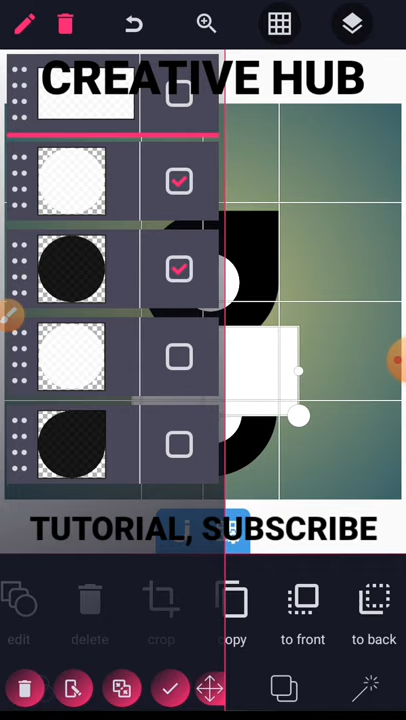 CREATIVE HUB
TUTORIAL, SUBSCRIBE
edit delete crop copy to front to back